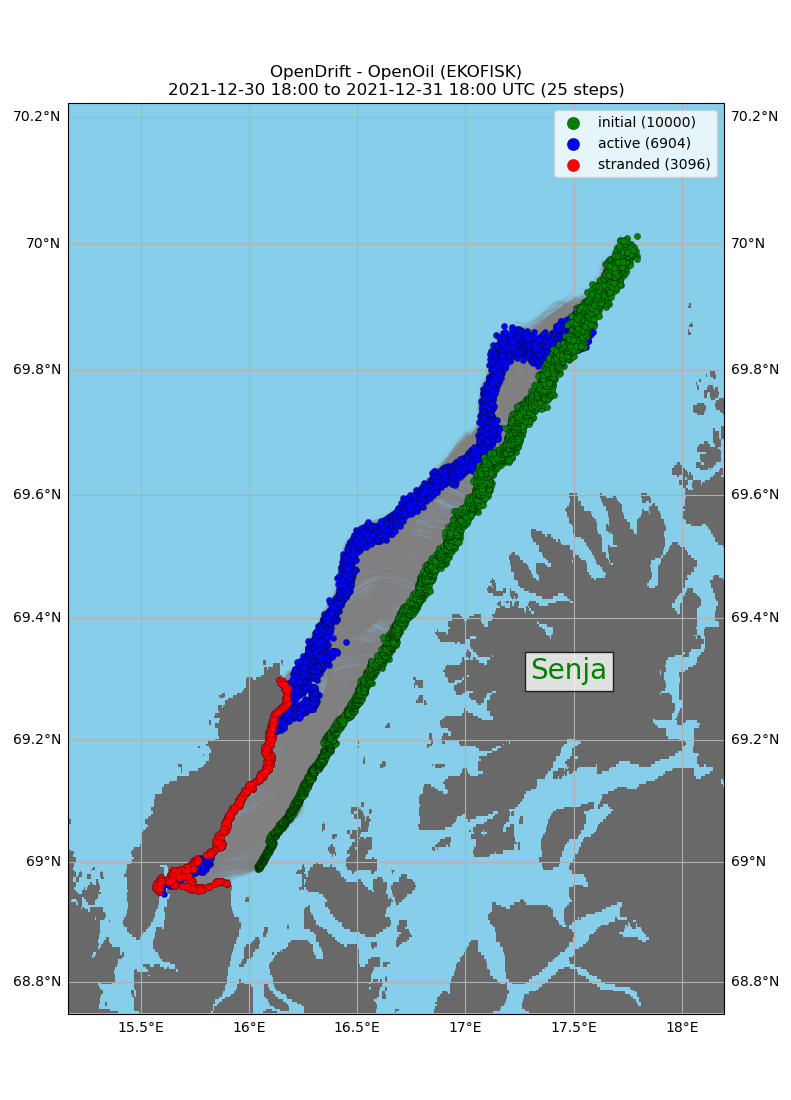 OpenDrift - OpenOil (EKOFISK)
2021-12-30 18:00 to 2021-12-31 18:00 UTC (25 steps)
initial (10000)
active (6904)
stranded (3096)
70.2°N 70.2°N
70°N 70°N
69.8°N 69.8°N
69.6°N 69.6°N
69.4°N 69.4°N
Senja
69.2°N 69.2°N
69°N 69°N
68.8°N 68.8°N
15.5°E 16°E 16.5°E 17°E 17.5°E 18°E